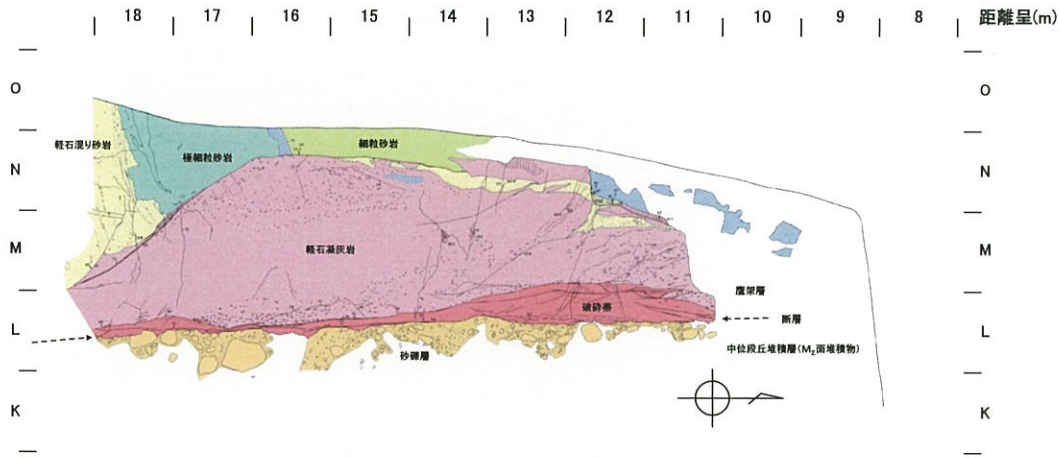 18 17 16 15 14 13 12 11 10 9 8 距離呈(m)
O O
軽石混り砂岩 極細粒砂岩 細粒砂岩
N N
M 軽石凝灰岩 M
鷹架層
破砕帯 断層
L L
砂礫層 中位段丘堆積層(M2面堆積物)
K K